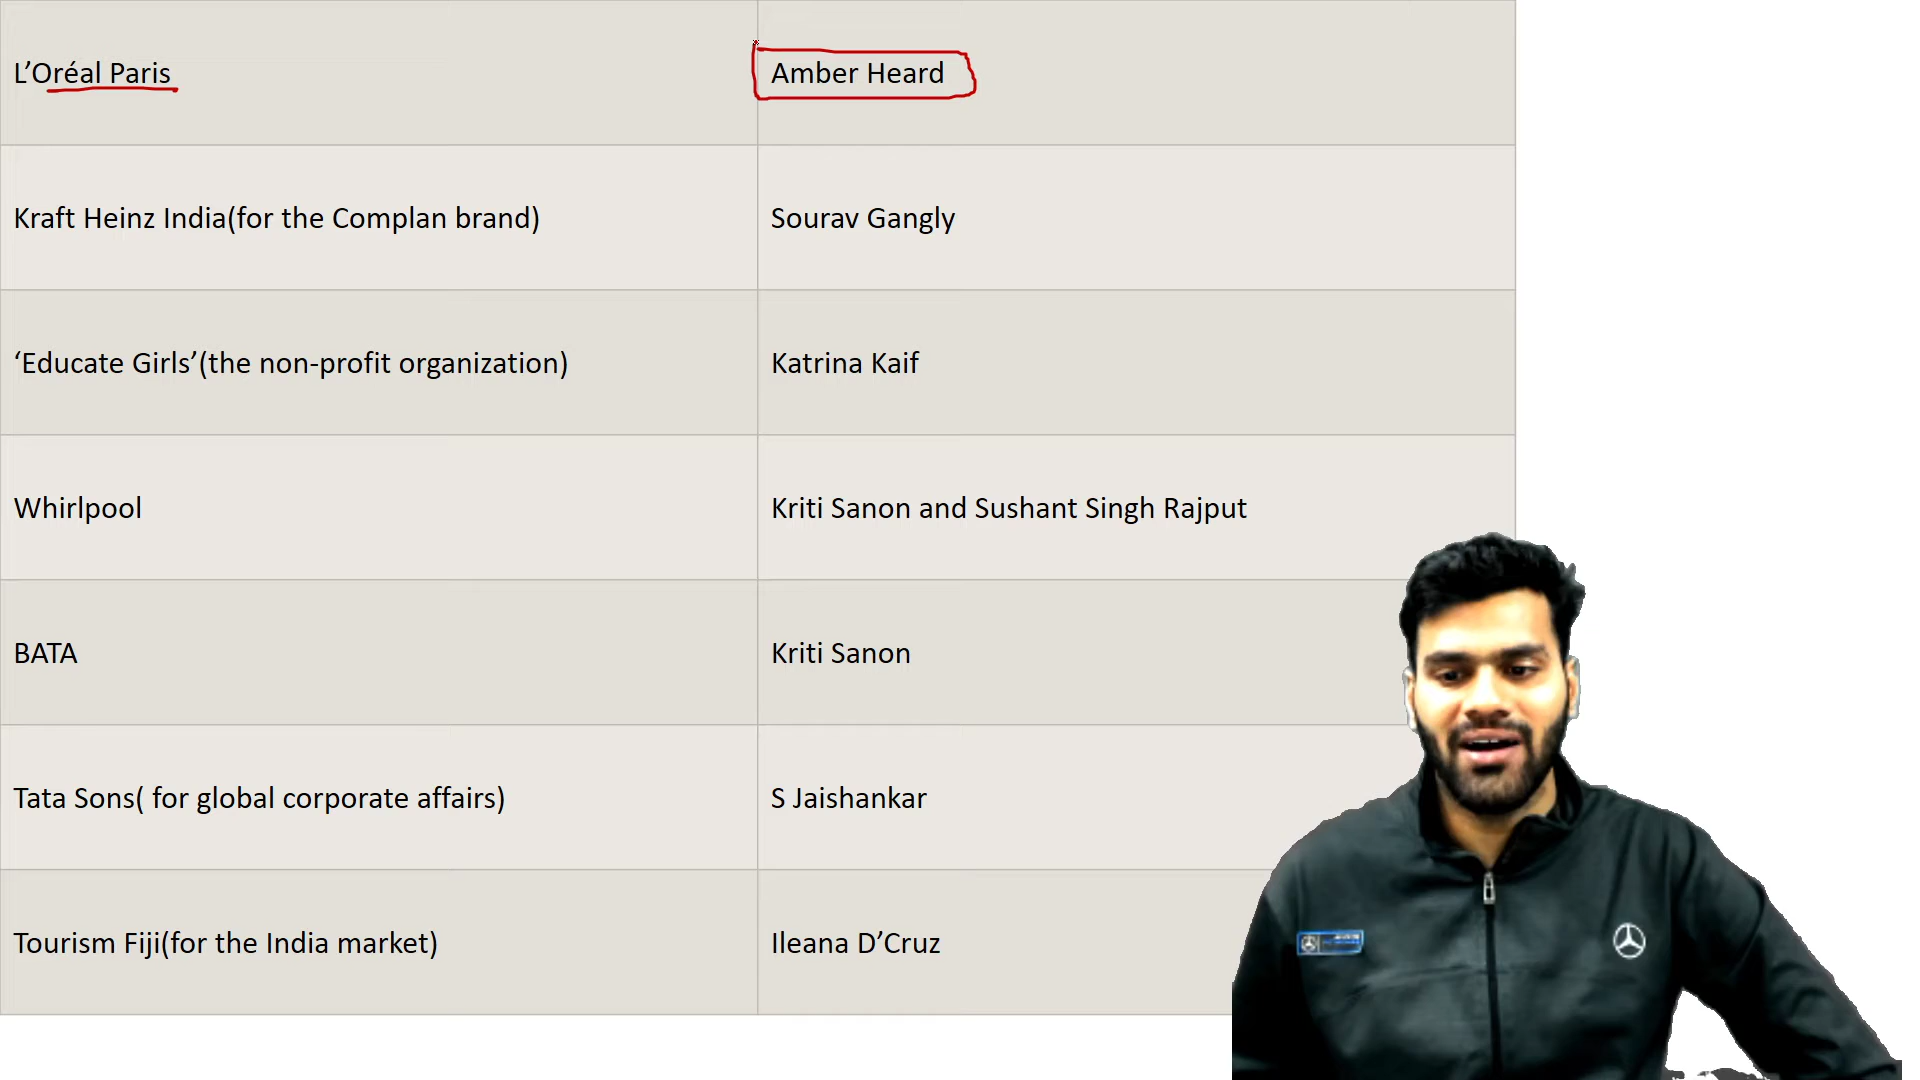 L’Oréal Paris
Amber Heard
Kraft Heinz India(for the Complan brand)
Sourav Gangly
‘Educate Girls’(the non-profit organization)
Katrina Kaif
Whirlpool
Kriti Sanon and Sushant Singh Rajput
BATA
Kriti Sanon
Tata Sons( for global corporate affairs)
S Jaishankar
Tourism Fiji(for the India market)
Ileana D’Cruz